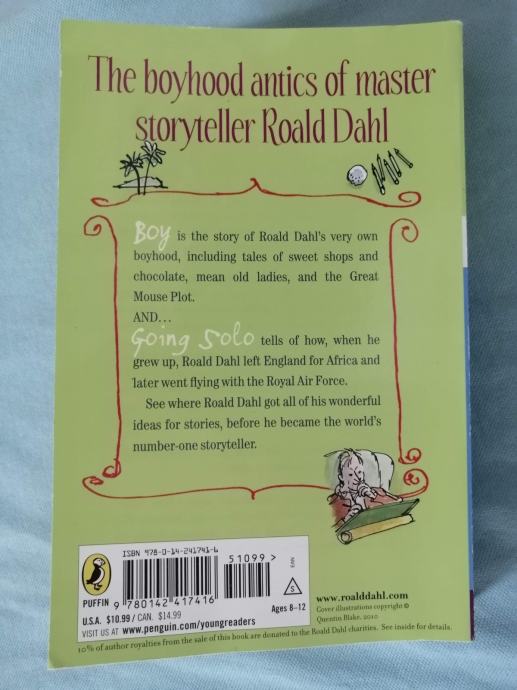 The boyhood antics of master
storyteller Roald Dahl
Boy is the story of Roald Dahl's very own
boyhood, including tales of sweet shops and
chocolate, mean old ladies, and the Great
Mouse Plot.
AND...
Going Solo tells of how, when he
grew up, Roald Dahl left England for Africa and
later went flying with the Royal Air Force.
See where Roald Dahl got all of his wonderful
ideas for stories, before he became the world's
number-one storyteller.
ISBN 978-0-14-241741-6
51099 >
9 780142 417416
PUFFIN
U.S.A. $10.99 / CAN. $14.99
VISIT US AT www.penguin.com/youngreaders
S
Ages 8-12
www.roalddahl.com
Cover illustrations copyright ©
Quentin Blake, 2010
10% of author royalties from the sale of this book are donated to the Roald Dahl charities. See inside for details.